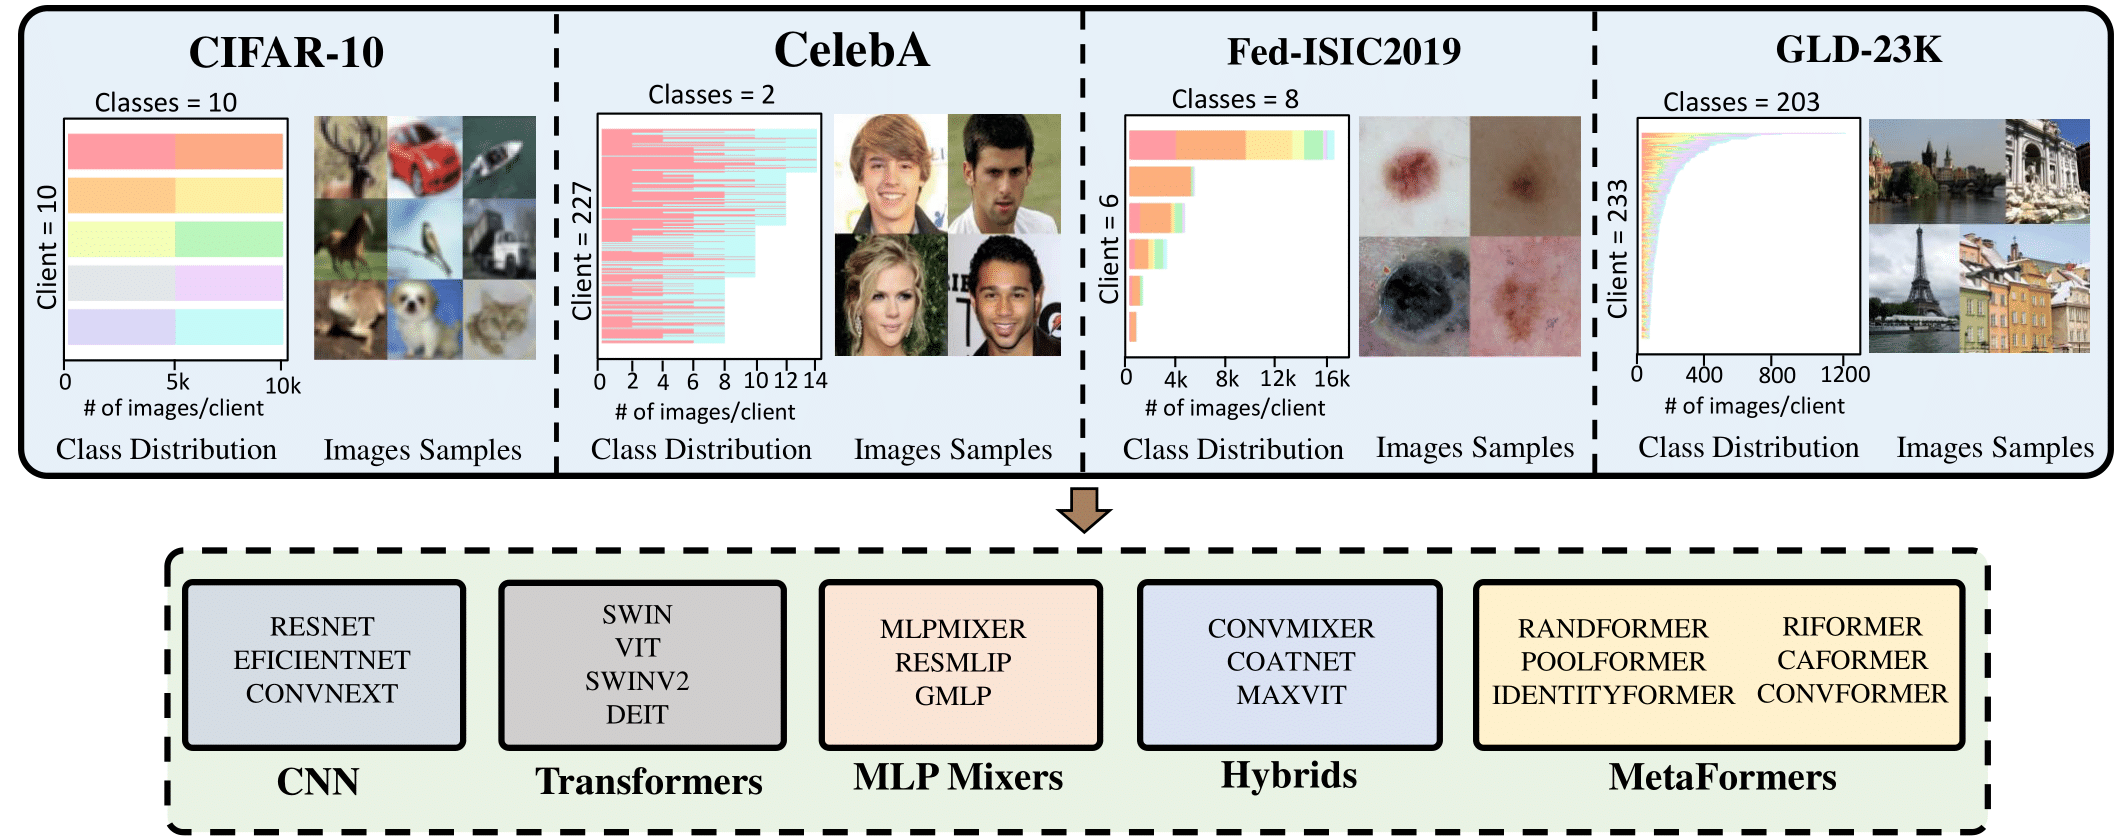 CIFAR-10
Classes = 10
Client = 10
0 5k 10k
# of images/client
Class Distribution
Images Samples
CelebA
Classes = 2
Client = 227
0 2 4 6 8 10 12 14
# of images/client
Class Distribution
Images Samples
Fed-ISIC2019
Classes = 8
Client = 6
0 4k 8k 12k 16k
# of images/client
Class Distribution
Images Samples
GLD-23K
Classes = 203
Client = 233
0 400 800 1200
# of images/client
Class Distribution
Images Samples
RESNET
EFICIENTNET
CONVNEXT
CNN
SWIN
VIT
SWINV2
DEIT
Transformers
MLPMIXER
RESMLIP
GMLP
MLP Mixers
CONVMIXER
COATNET
MAXVIT
Hybrids
RANDFORMER
POOLFORMER
IDENTITYFORMER
RIFORMER
CAFORMER
CONVFORMER
MetaFormers